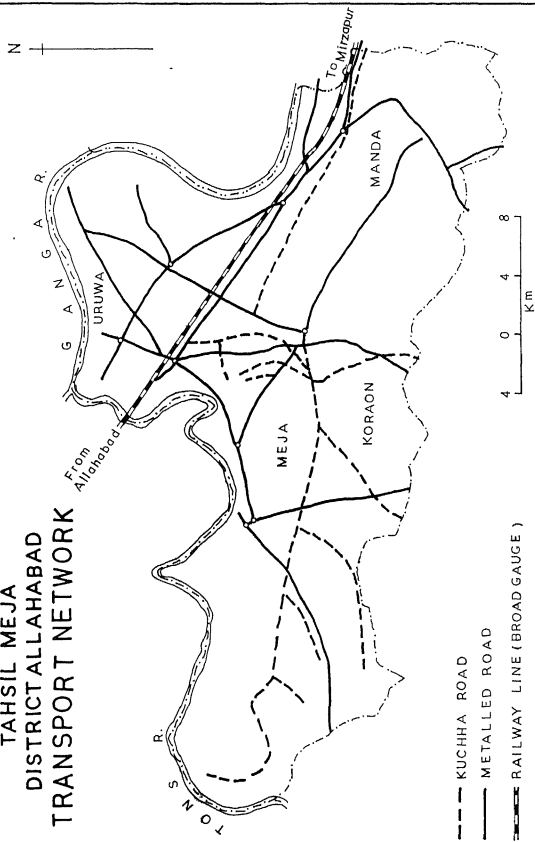 TAHSIL MEJA
DISTRICT ALLAHABAD
TRANSPORT NETWORK
N
To Mirzapur
GANGA R.
URUWA
MANDA
From
Allahabad
MEJA
KORAON
TONS R.
4 0 4 8
Km
KUCHHA ROAD
METALLED ROAD
RAILWAY LINE (BROAD GAUGE)